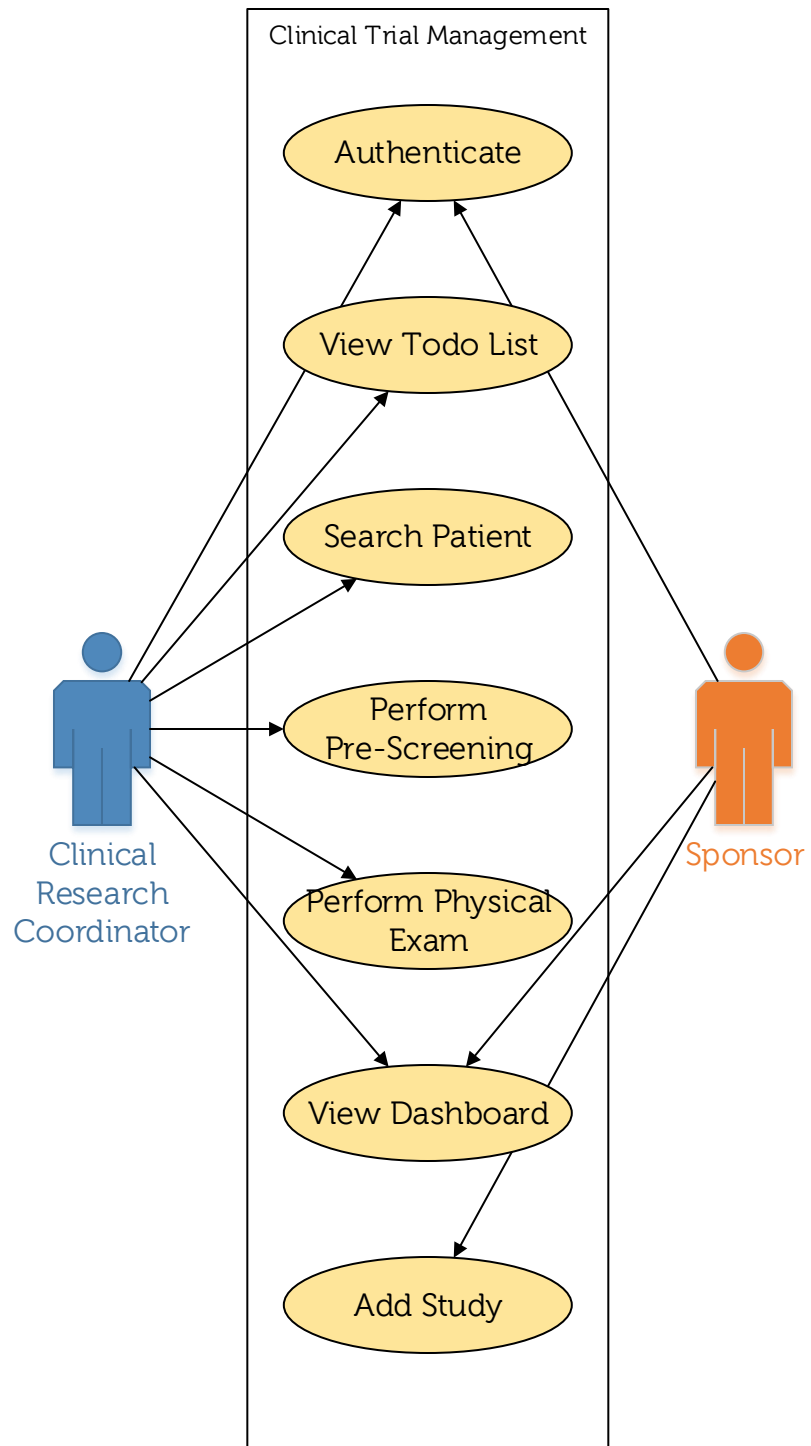 Clinical Trial Management
Authenticate
View Todo List
Search Patient
Perform
Pre-Screening
Clinical
Research
Coordinator
Sponsor
Perform Physical
Exam
View Dashboard
Add Study